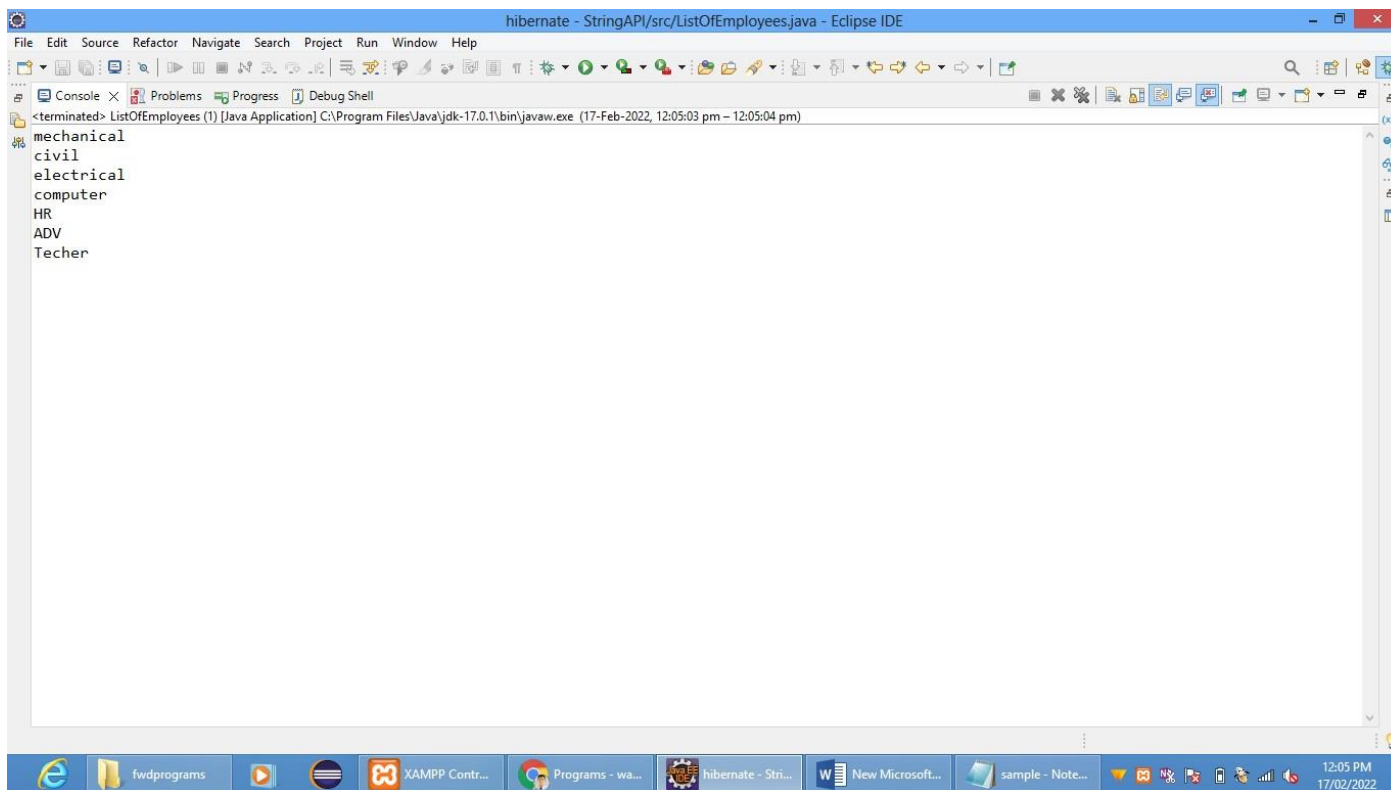 hibernate - StringAPI/src/ListOfEmployees.java - Eclipse IDE
File Edit Source Refactor Navigate Search Project Run Window Help
Console Problems Progress Debug Shell
<terminated> ListOfEmployees (1) [Java Application] C:\Program Files\Java\jdk-17.0.1\bin\javaw.exe (17-Feb-2022, 12:05:03 pm – 12:05:04 pm)
mechanical
civil
electrical
computer
HR
ADV
Techer
fwdprograms XAMPP Contr... Programs - wa... hibernate - Stri... New Microsoft... sample - Note... 12:05 PM
17/02/2022